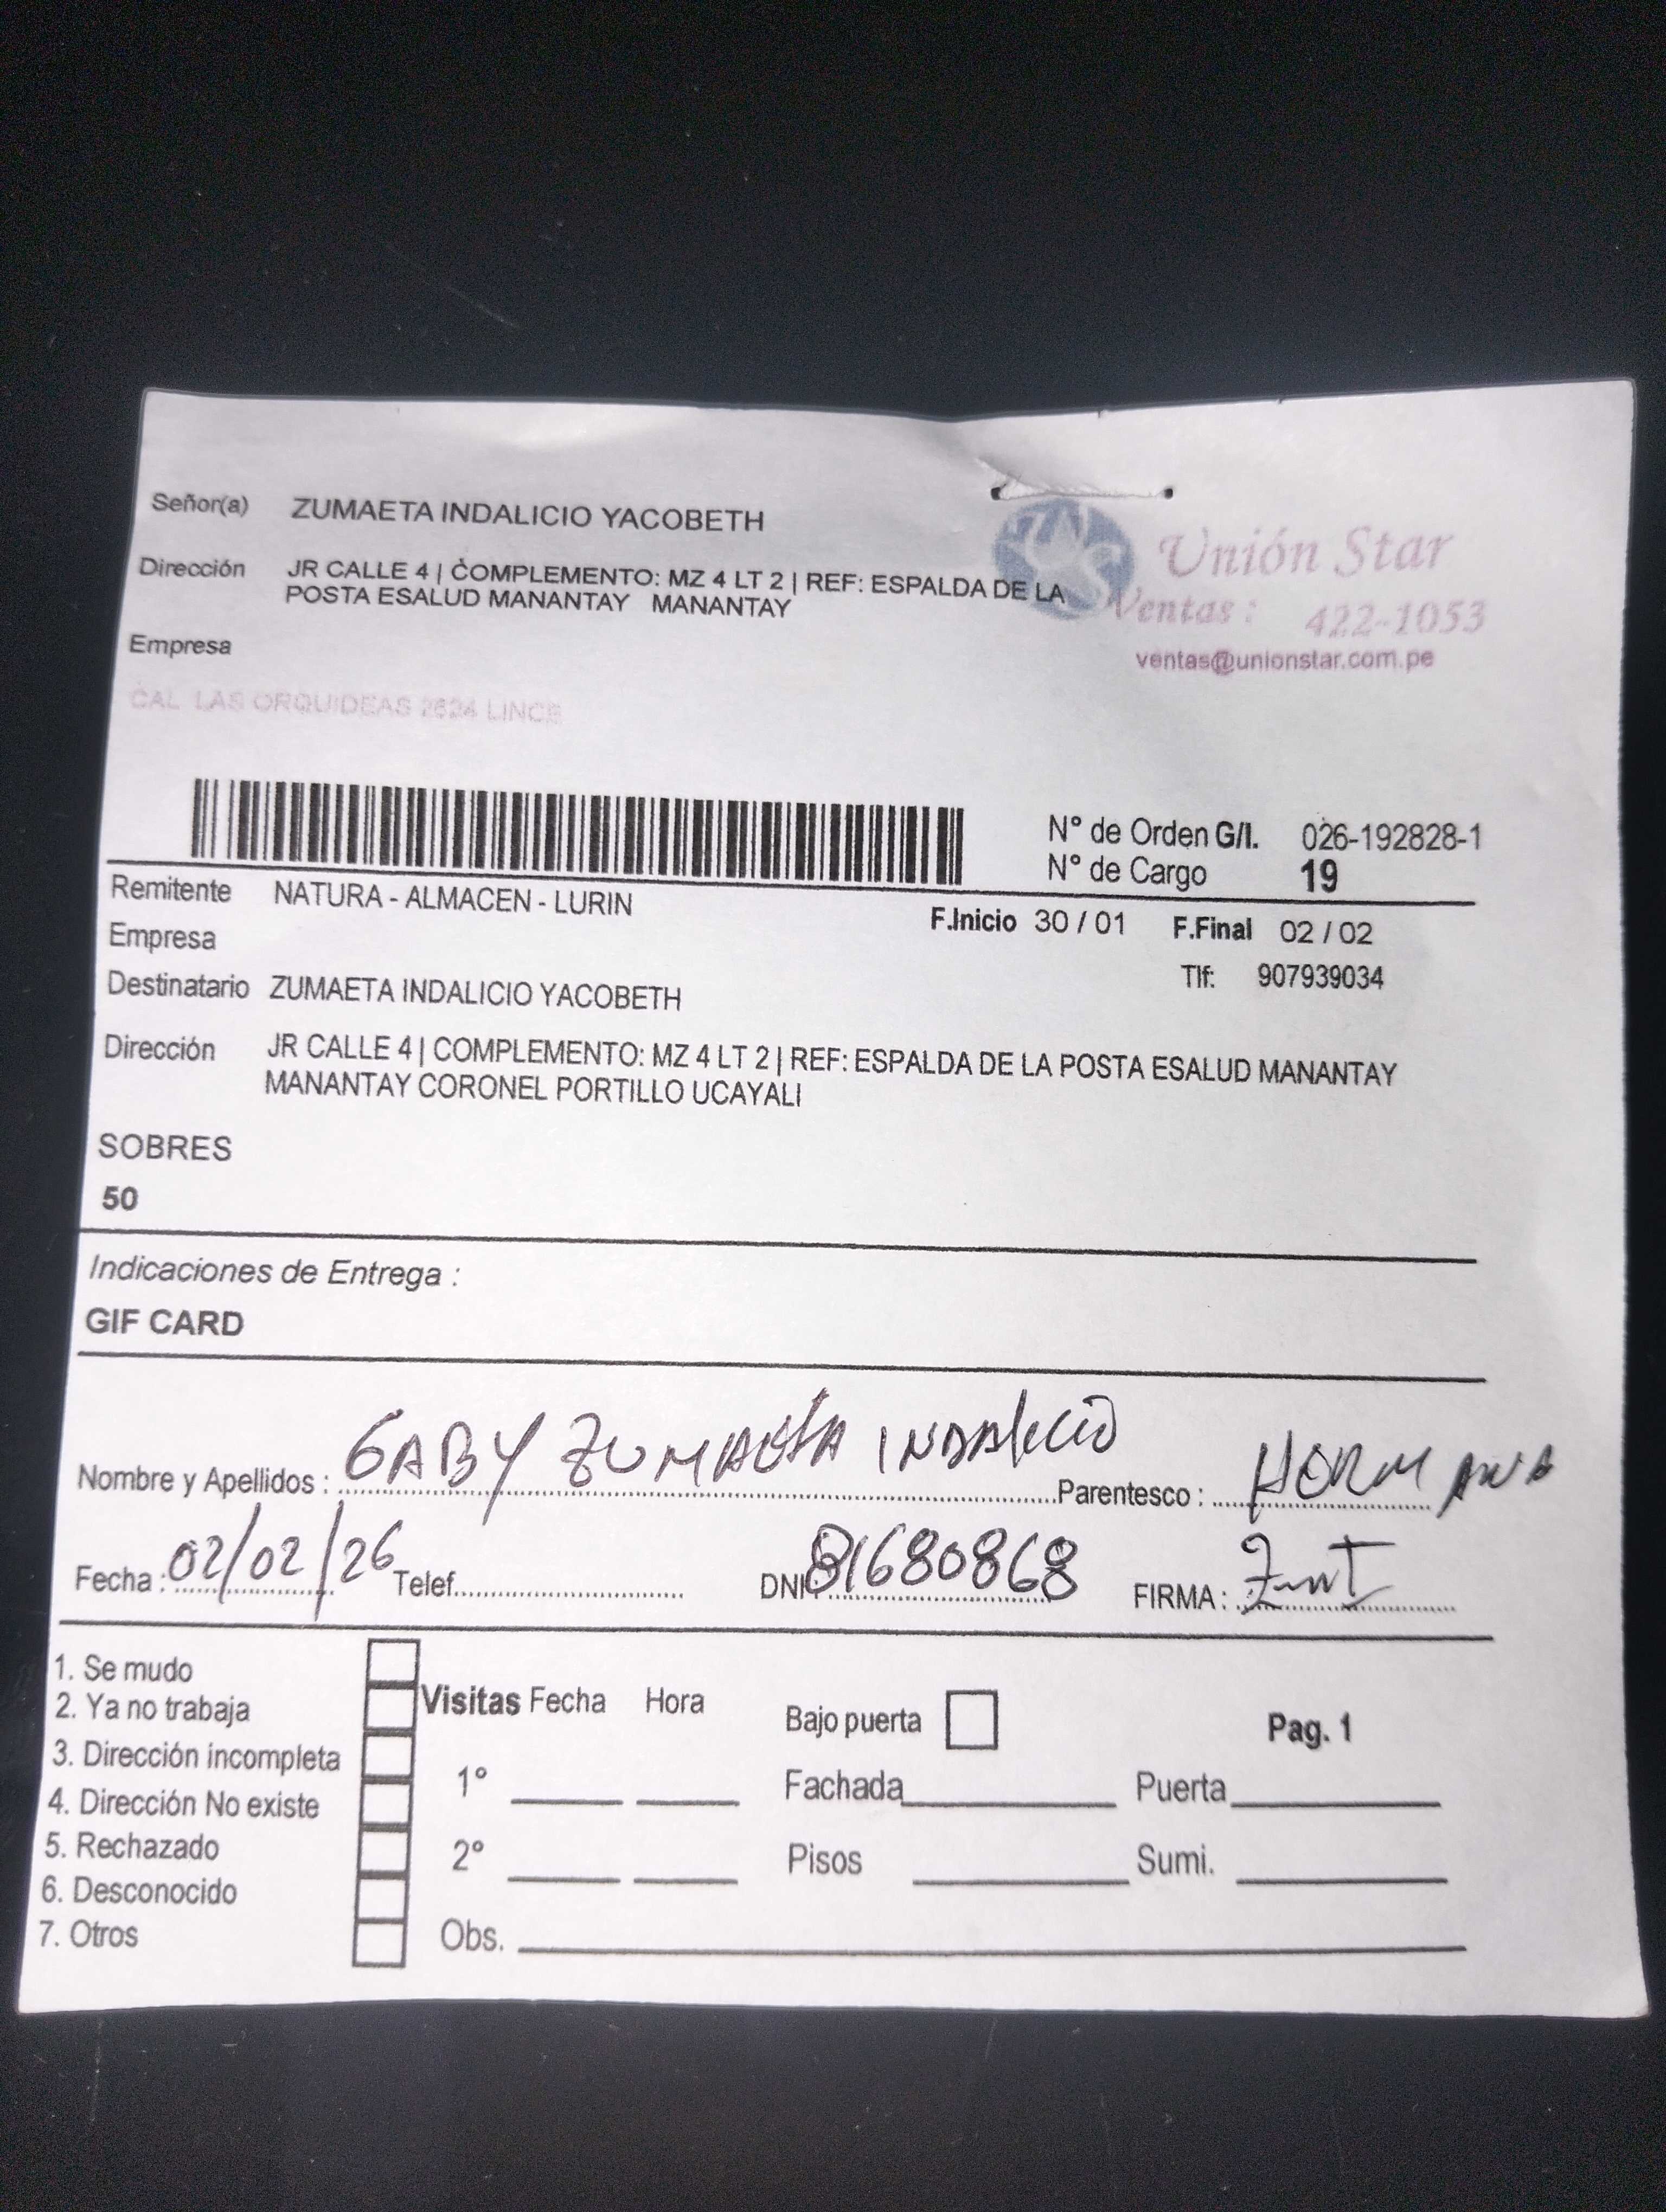 Señor(a) ZUMAETA INDALICIO YACOBETH
Dirección JR CALLE 4 | COMPLEMENTO: MZ 4 LT 2 | REF: ESPALDA DE LA
POSTA ESALUD MANANTAY MANANTAY
Unión Star
Ventas: 422-1053
ventas@unionstar.com.pe
Empresa
CAL LAS ORQUIDEAS 2624 LINCE
Nº de Orden G/I. 026-192828-1
Nº de Cargo 19
Remitente NATURA - ALMACEN - LURIN
F.Inicio 30 / 01 F.Final 02 / 02
Empresa
Tlf: 907939034
Destinatario ZUMAETA INDALICIO YACOBETH
Dirección JR CALLE 4 | COMPLEMENTO: MZ 4 LT 2 | REF: ESPALDA DE LA POSTA ESALUD MANANTAY
MANANTAY CORONEL PORTILLO UCAYALI
SOBRES
50
Indicaciones de Entrega :
GIF CARD
Nombre y Apellidos : GABY ZUMAETA INDALICIO Parentesco : HERMANA
Fecha : 02/02/26 Telef. DNI 81680868 FIRMA :
1. Se mudo
2. Ya no trabaja
3. Dirección incompleta
4. Dirección No existe
5. Rechazado
6. Desconocido
7. Otros
Visitas Fecha Hora
1º
2º
Obs.
Bajo puerta
Pag. 1
Fachada Puerta
Pisos Sumi.